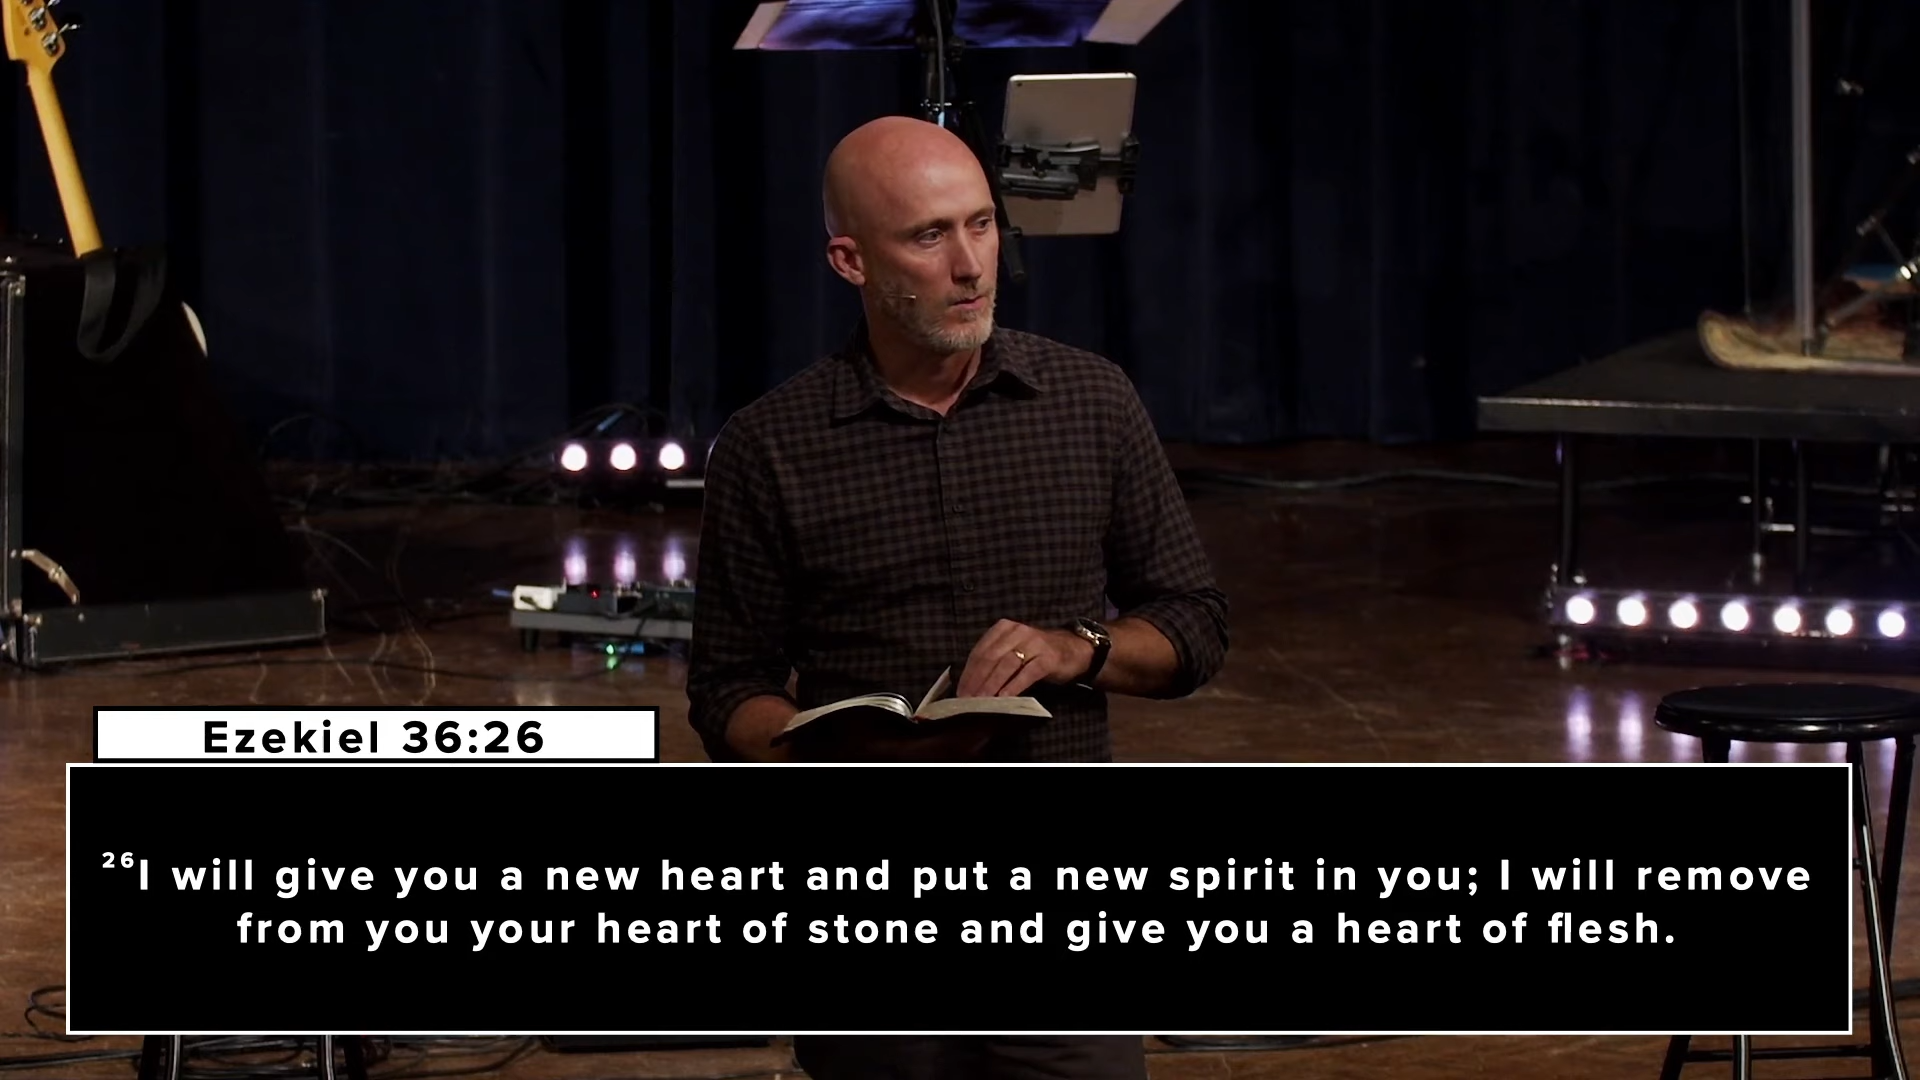 Ezekiel 36:26
²⁶I will give you a new heart and put a new spirit in you; I will remove
from you your heart of stone and give you a heart of flesh.